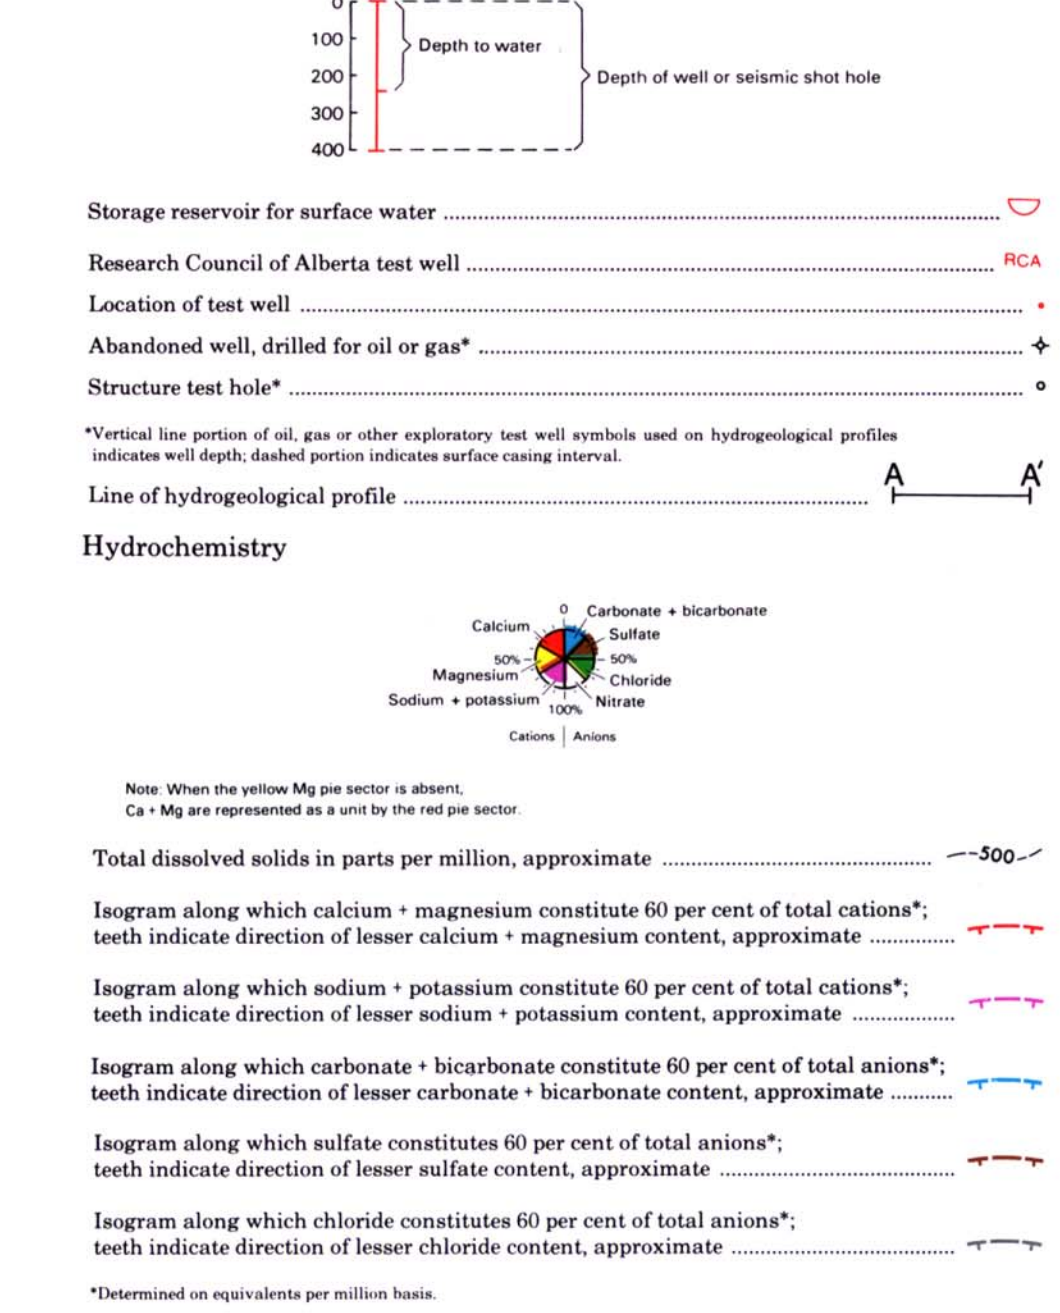 0
100
200
300
400
Depth to water
Depth of well or seismic shot hole
Storage reservoir for surface water
Research Council of Alberta test well RCA
Location of test well
Abandoned well, drilled for oil or gas*
Structure test hole*
*Vertical line portion of oil, gas or other exploratory test well symbols used on hydrogeological profiles
indicates well depth; dashed portion indicates surface casing interval.
Line of hydrogeological profile A A′
Hydrochemistry
0 Carbonate + bicarbonate
Calcium Sulfate
50% 50%
Magnesium Chloride
Sodium + potassium 100% Nitrate
Cations | Anions
Note: When the yellow Mg pie sector is absent,
Ca + Mg are represented as a unit by the red pie sector.
Total dissolved solids in parts per million, approximate 500
Isogram along which calcium + magnesium constitute 60 per cent of total cations*;
teeth indicate direction of lesser calcium + magnesium content, approximate
Isogram along which sodium + potassium constitute 60 per cent of total cations*;
teeth indicate direction of lesser sodium + potassium content, approximate
Isogram along which carbonate + bicarbonate constitute 60 per cent of total anions*;
teeth indicate direction of lesser carbonate + bicarbonate content, approximate
Isogram along which sulfate constitutes 60 per cent of total anions*;
teeth indicate direction of lesser sulfate content, approximate
Isogram along which chloride constitutes 60 per cent of total anions*;
teeth indicate direction of lesser chloride content, approximate
*Determined on equivalents per million basis.